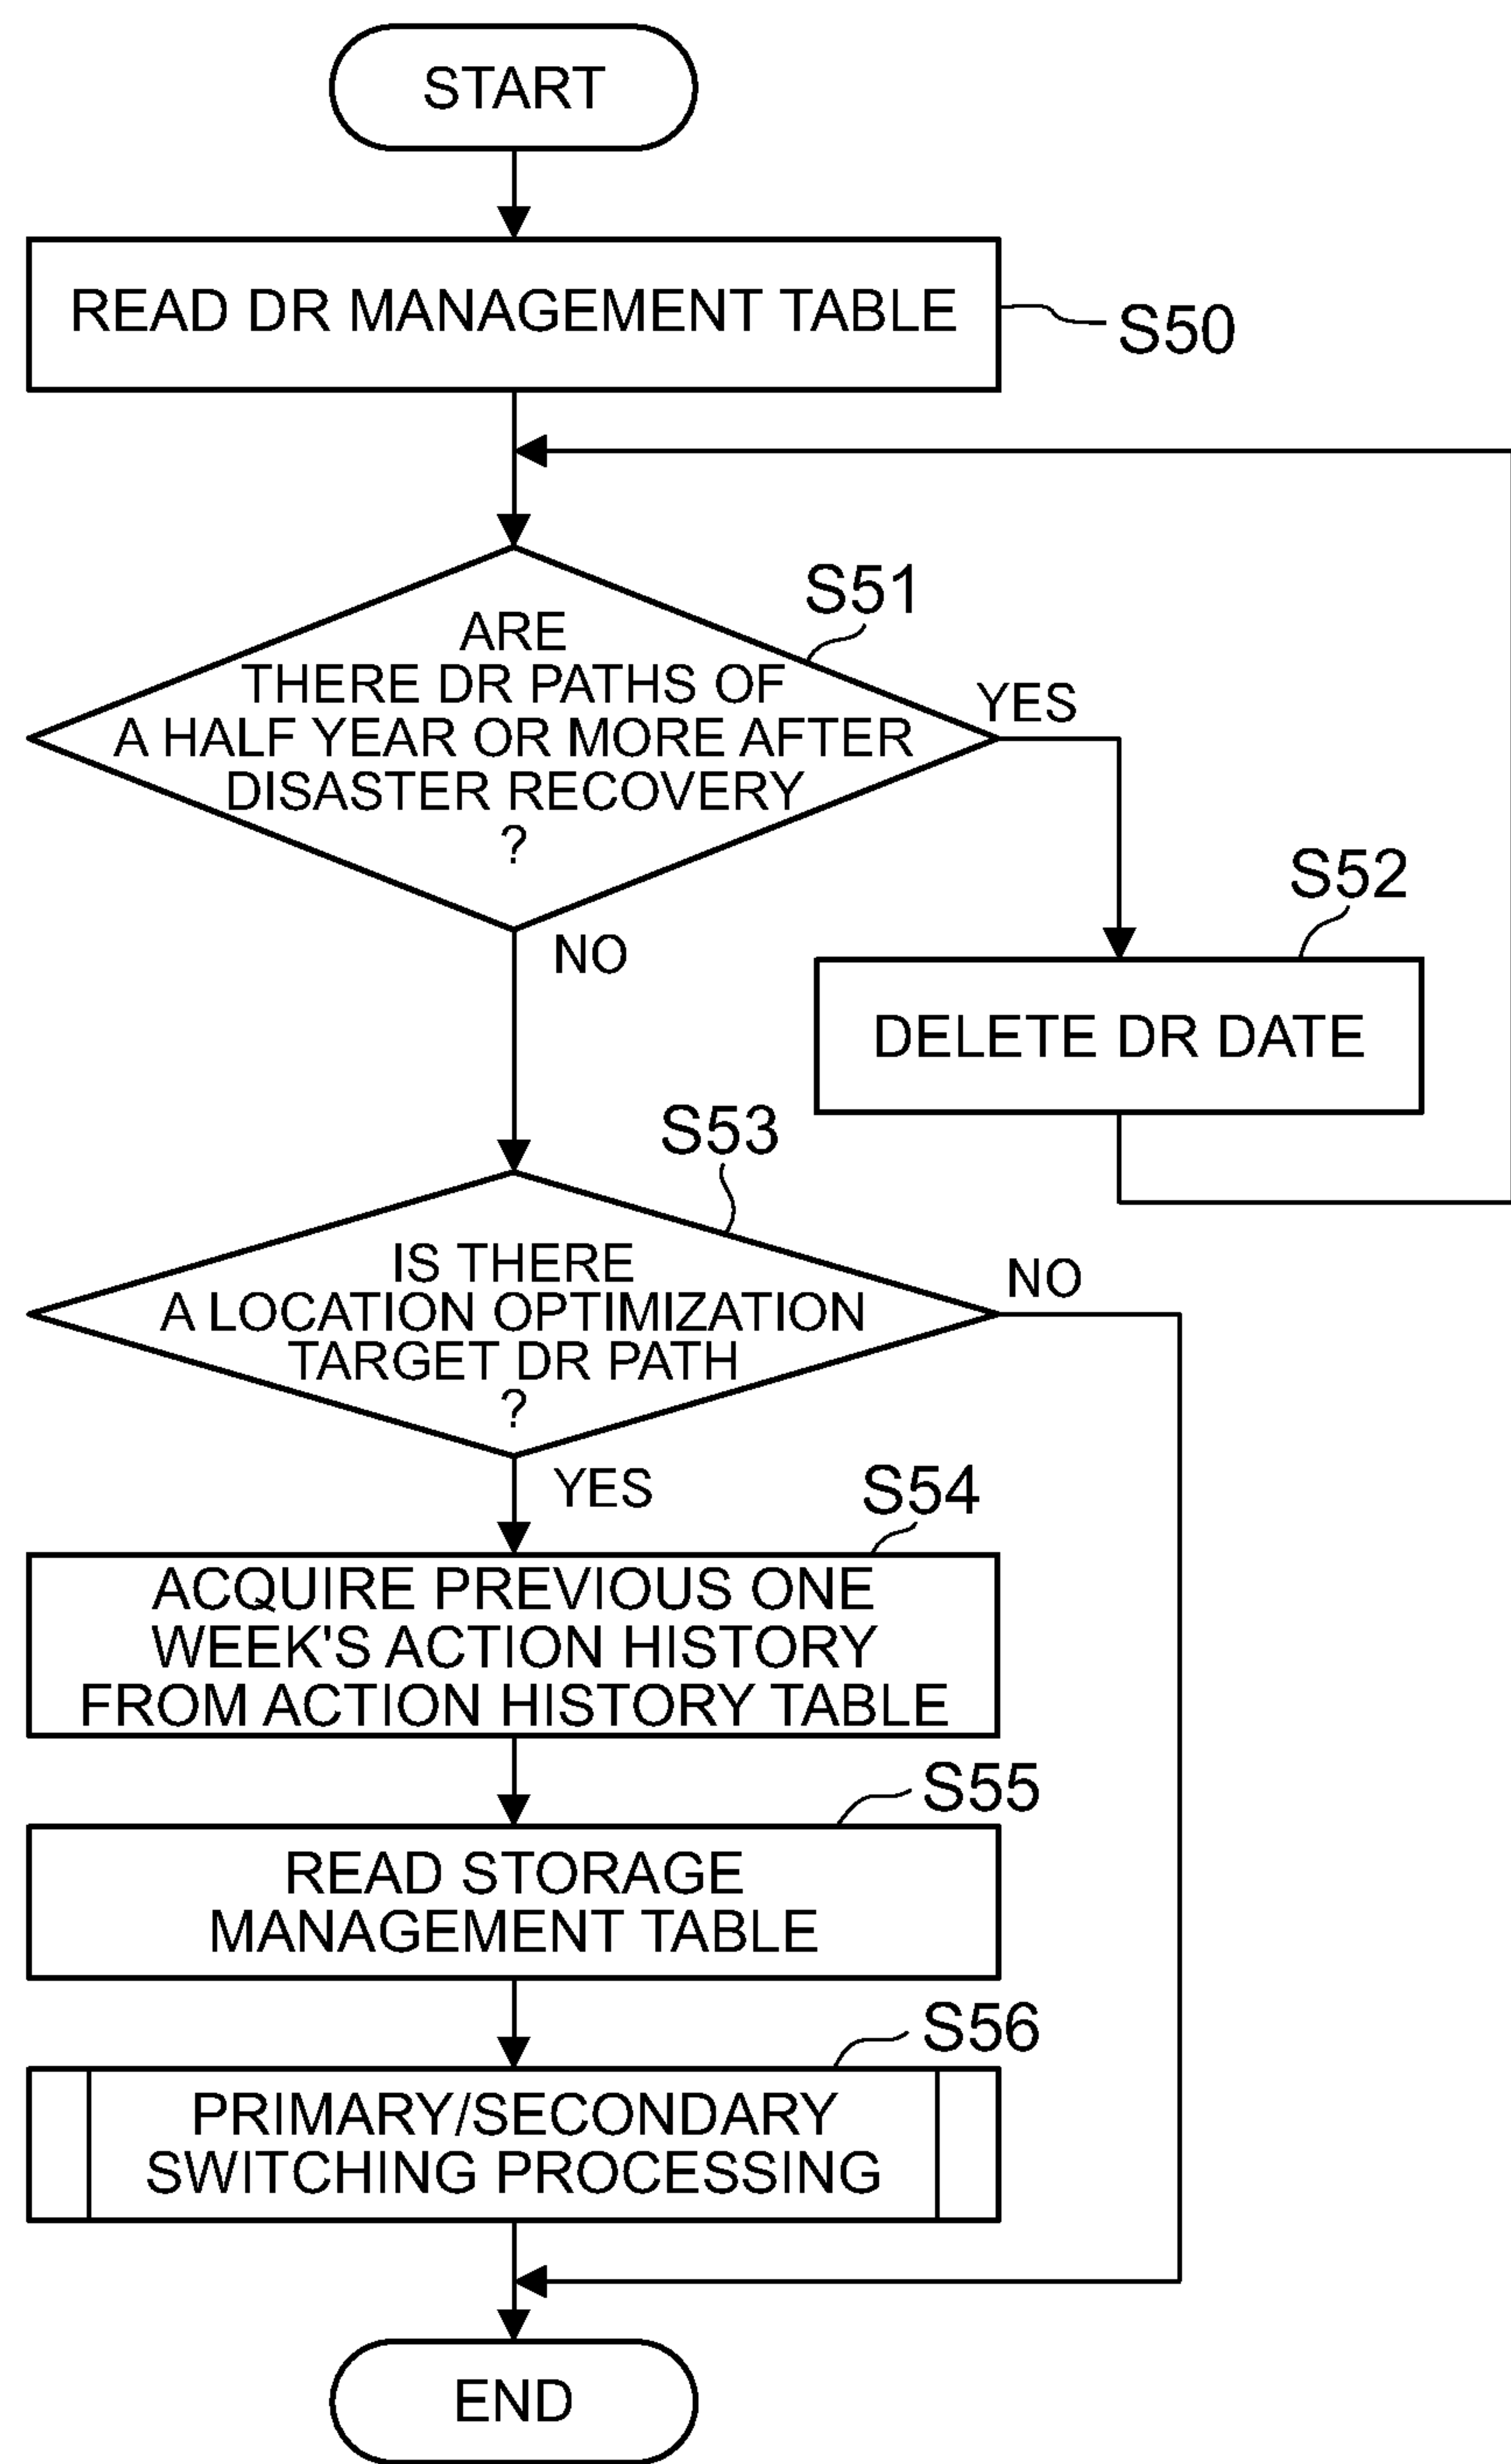 START
READ DR MANAGEMENT TABLE
S50
S51
ARE
THERE DR PATHS OF
A HALF YEAR OR MORE AFTER
DISASTER RECOVERY
?
YES
NO
S52
DELETE DR DATE
S53
IS THERE
A LOCATION OPTIMIZATION
TARGET DR PATH
?
NO
YES
S54
ACQUIRE PREVIOUS ONE
WEEK'S ACTION HISTORY
FROM ACTION HISTORY TABLE
S55
READ STORAGE
MANAGEMENT TABLE
S56
PRIMARY/SECONDARY
SWITCHING PROCESSING
END